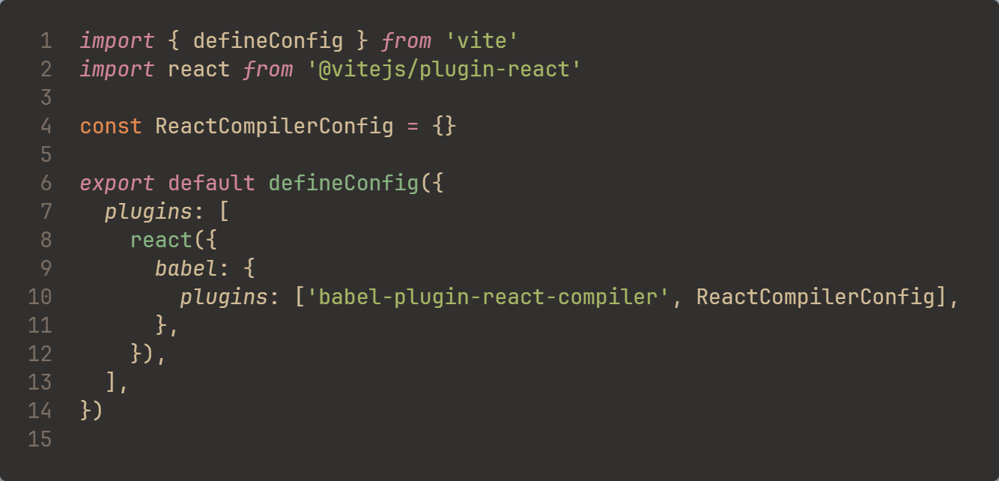 1 import { defineConfig } from 'vite'
2 import react from '@vitejs/plugin-react'
3
4 const ReactCompilerConfig = {}
5
6 export default defineConfig({
7   plugins: [
8     react({
9       babel: {
10         plugins: ['babel-plugin-react-compiler', ReactCompilerConfig],
11       },
12     }),
13   ],
14 })
15